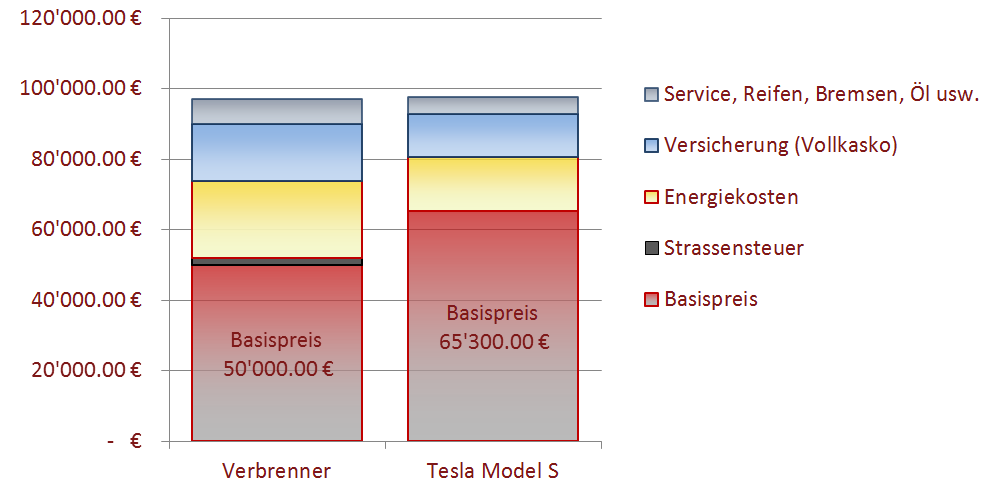 120'000.00 €
100'000.00 €
80'000.00 €
60'000.00 €
40'000.00 €
20'000.00 €
- €
Basispreis
50'000.00 €
Basispreis
65'300.00 €
Verbrenner
Tesla Model S
Service, Reifen, Bremsen, Öl usw.
Versicherung (Vollkasko)
Energiekosten
Strassensteuer
Basispreis